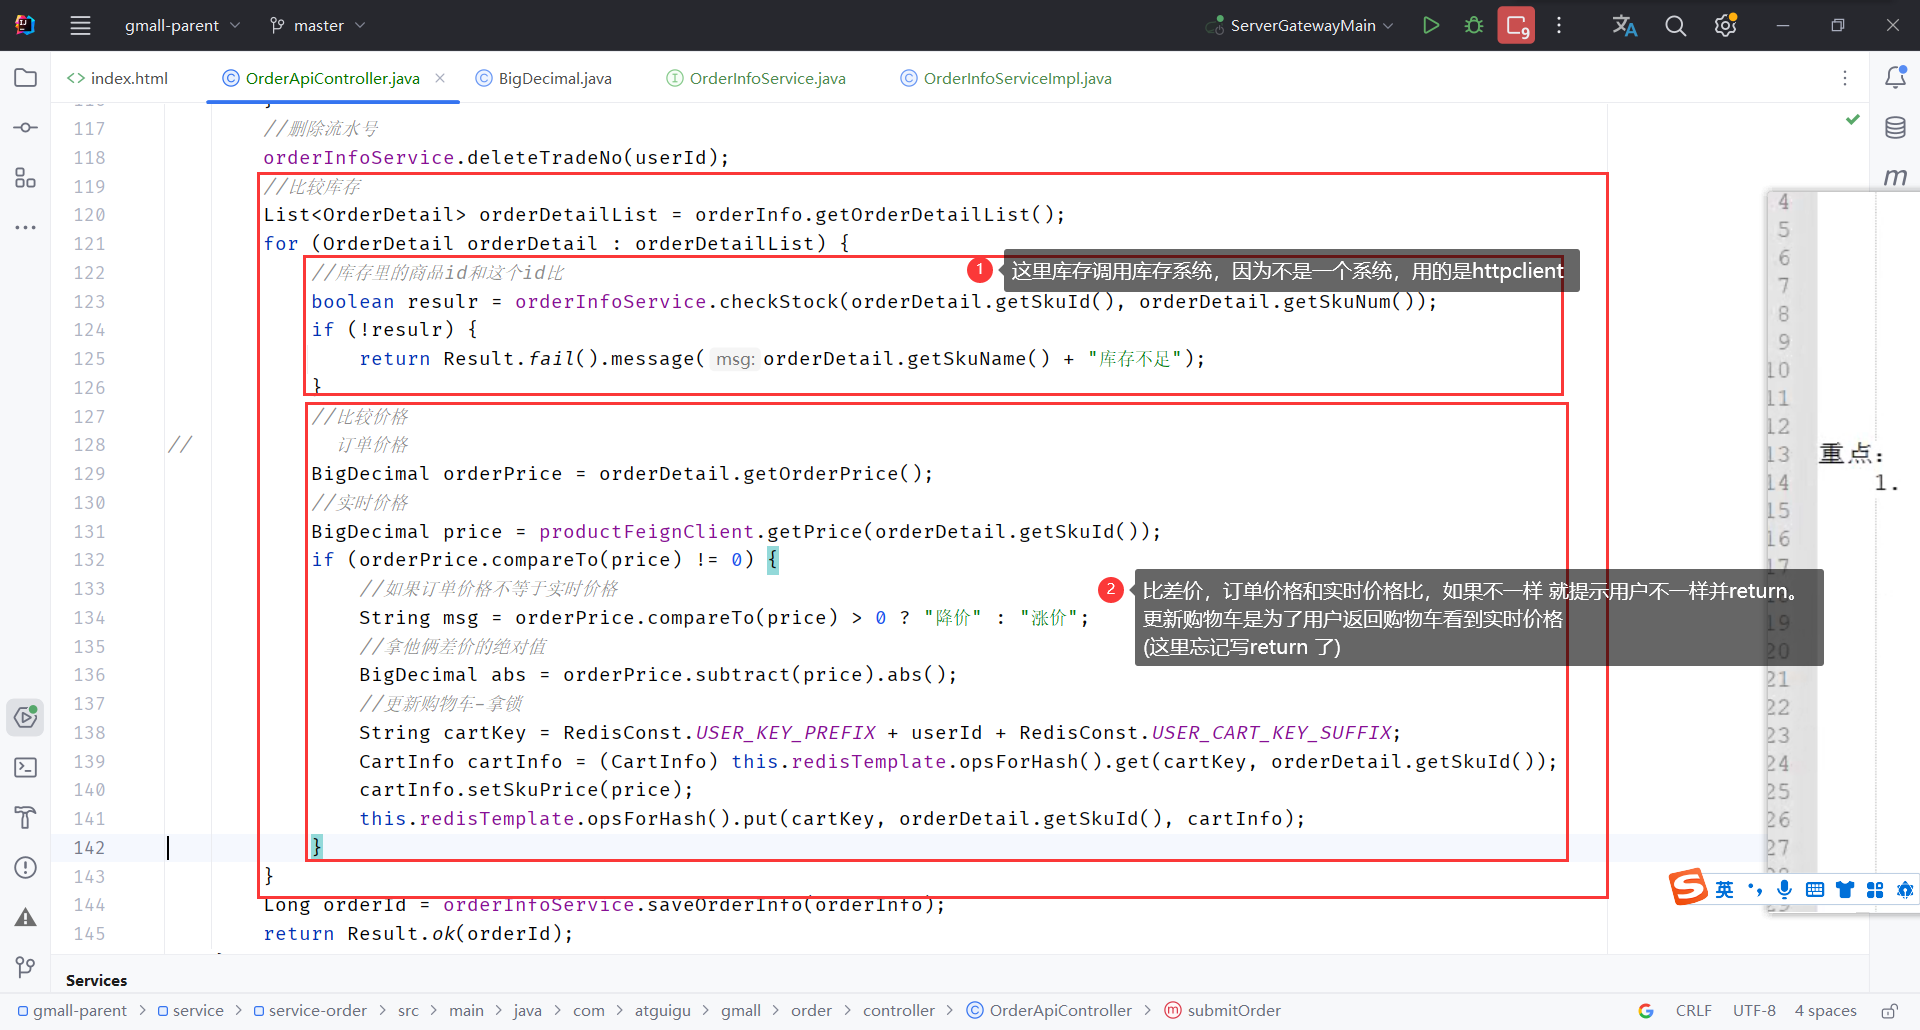 gmall-parent master ServerGatewayMain 9
<> index.html OrderApiController.java BigDecimal.java OrderInfoService.java OrderInfoServiceImpl.java
117 //删除流水号
118 orderInfoService.deleteTradeNo(userId);
119 //比较库存
120 List<OrderDetail> orderDetailList = orderInfo.getOrderDetailList();
121 for (OrderDetail orderDetail : orderDetailList) {
122 //库存里的商品id和这个id比
1 这里库存调用库存系统，因为不是一个系统，用的是httpclient
123 boolean resulr = orderInfoService.checkStock(orderDetail.getSkuId(), orderDetail.getSkuNum());
124 if (!resulr) {
125 return Result.fail().message( msg: orderDetail.getSkuName() + "库存不足");
126 }
127 //比较价格
128 // 订单价格
129 BigDecimal orderPrice = orderDetail.getOrderPrice();
130 //实时价格
131 BigDecimal price = productFeignClient.getPrice(orderDetail.getSkuId());
132 if (orderPrice.compareTo(price) != 0) {
133 //如果订单价格不等于实时价格
2 比差价，订单价格和实时价格比，如果不一样 就提示用户不一样并return。
更新购物车是为了用户返回购物车看到实时价格
(这里忘记写return 了)
134 String msg = orderPrice.compareTo(price) > 0 ? "降价" : "涨价";
135 //拿他俩差价的绝对值
136 BigDecimal abs = orderPrice.subtract(price).abs();
137 //更新购物车-拿锁
138 String cartKey = RedisConst.USER_KEY_PREFIX + userId + RedisConst.USER_CART_KEY_SUFFIX;
139 CartInfo cartInfo = (CartInfo) this.redisTemplate.opsForHash().get(cartKey, orderDetail.getSkuId());
140 cartInfo.setSkuPrice(price);
141 this.redisTemplate.opsForHash().put(cartKey, orderDetail.getSkuId(), cartInfo);
142 }
143 }
144 Long orderId = orderInfoService.saveOrderInfo(orderInfo);
145 return Result.ok(orderId);
m
4
5
6
7
8
9
10
11
12
13 重点:
14 1.
15
16
17
19
20
21
22
23
24
25
26
27
英
Services
gmall-parent > service > service-order > src > main > java > com > atguigu > gmall > order > controller > OrderApiController > submitOrder CRLF UTF-8 4 spaces